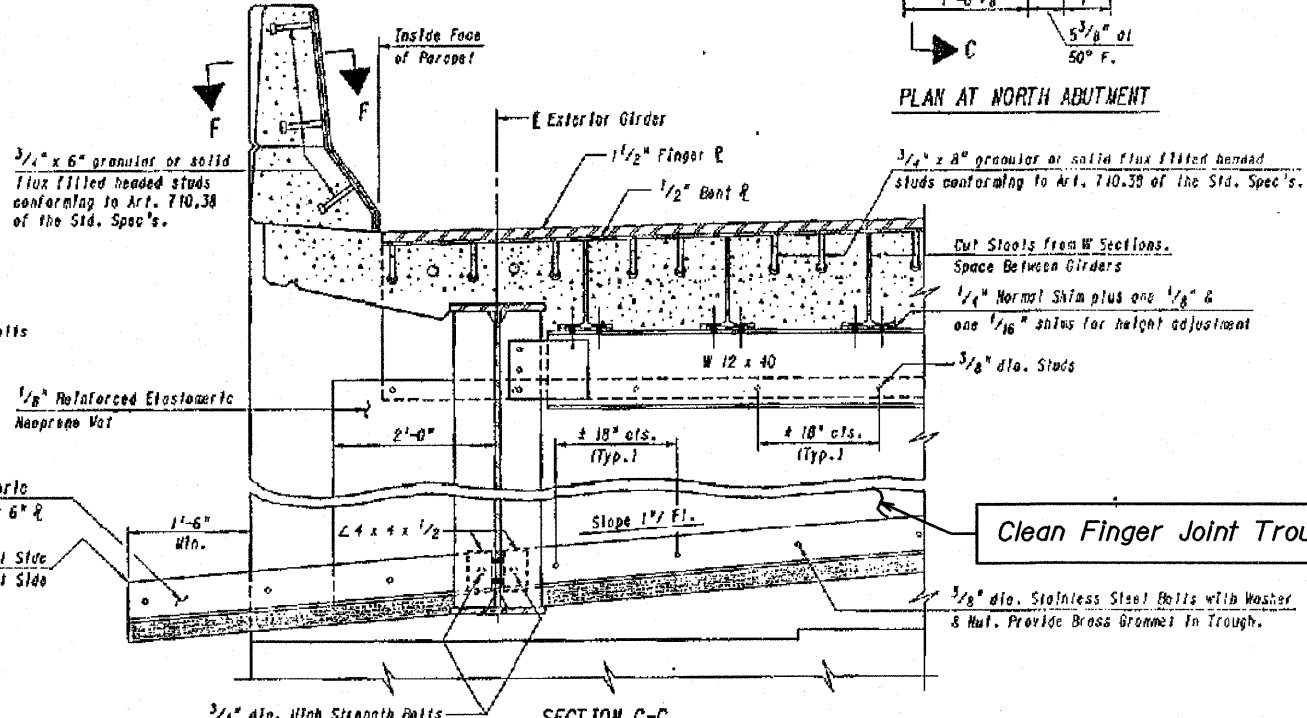 5 3/8" at
50° F.
C
PLAN AT NORTH ABUTMENT
Inside Face
of Parapet
F
F
℄ Exterior Girder
1 1/2" Finger ℞
1/2" Bent ℞
3/4" x 6" granular or solid
flux filled headed studs
conforming to Art. 710.38
of the Std. Spec's.
3/4" x 8" granular or solid flux filled headed
studs conforming to Art. 710.38 of the Std. Spec's.
Cut Stools from W Sections.
Space Between Girders
1/4" Normal Shim plus one 1/8" &
one 1/16" shims for height adjustment
W 12 x 40
3/8" dia. Studs
1/8" Reinforced Elastomeric
Neoprene Mat
2'-0"
± 18" cts.
(Typ.)
± 18" cts.
(Typ.)
6" ℞
1'-6"
Min.
∠ 4 x 4 x 1/2
Slope 1"/ Ft.
Clean Finger Joint Trou
Side
Side
3/8" dia. Stainless Steel Bolts with Washer
& Nut. Provide Brass Grommet in Trough.
3/4" dia. High Strength Bolts
SECTION C-C